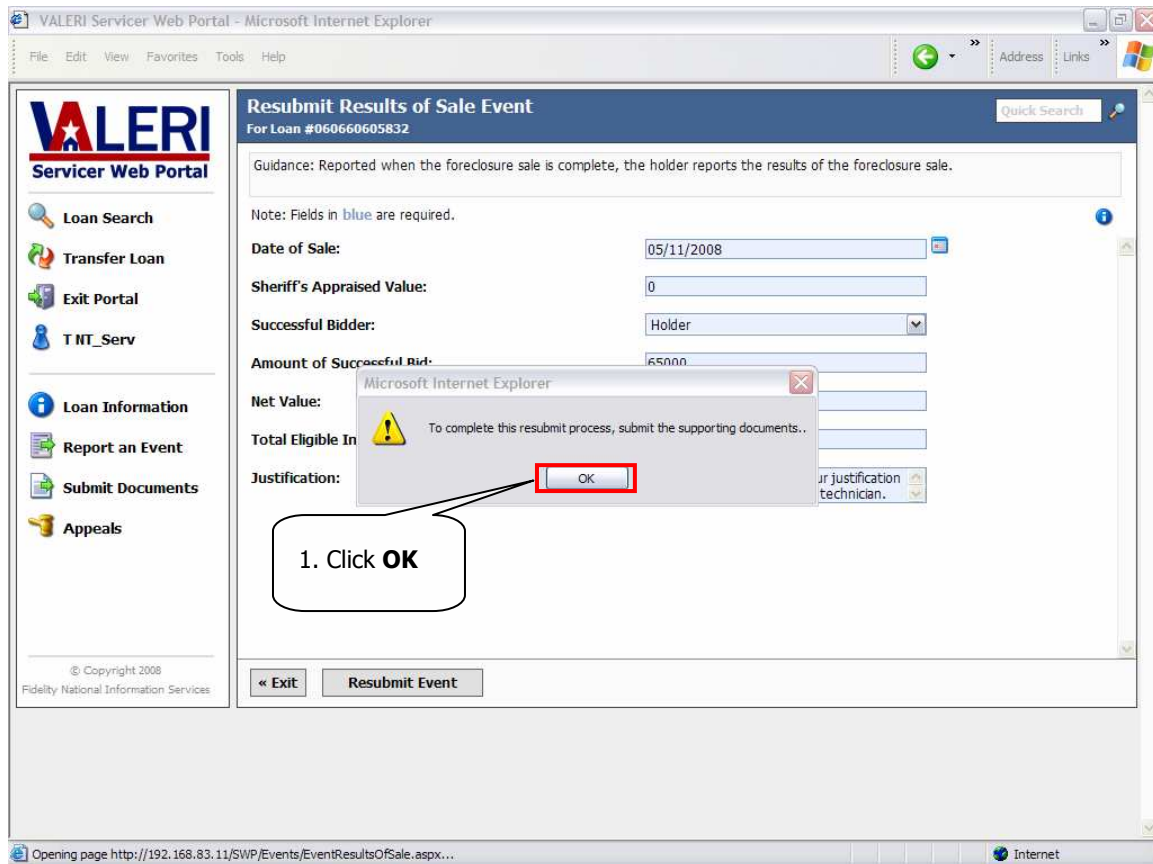 VALERI Servicer Web Portal - Microsoft Internet Explorer
File Edit View Favorites Tools Help
Address Links
VALERI
Servicer Web Portal
Loan Search
Transfer Loan
Exit Portal
T NT_Serv
Loan Information
Report an Event
Submit Documents
Appeals
© Copyright 2008
Fidelity National Information Services
Resubmit Results of Sale Event
For Loan #060660605832
Quick Search
Guidance: Reported when the foreclosure sale is complete, the holder reports the results of the foreclosure sale.
Note: Fields in blue are required.
Date of Sale: 05/11/2008
Sheriff's Appraised Value: 0
Successful Bidder: Holder
Amount of Successful Bid: 65000
Net Value:
Total Eligible In
Justification: ur justification
technician.
Microsoft Internet Explorer
To complete this resubmit process, submit the supporting documents..
OK
1. Click OK
« Exit Resubmit Event
Opening page http://192.168.83.11/SWP/Events/EventResultsOfSale.aspx... Internet